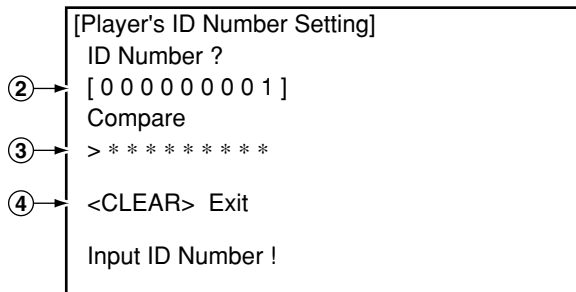 [Player's ID Number Setting]
ID Number ?
② [ 0 0 0 0 0 0 0 0 1 ]
Compare
③ > * * * * * * * * *
④ <CLEAR> Exit
Input ID Number !